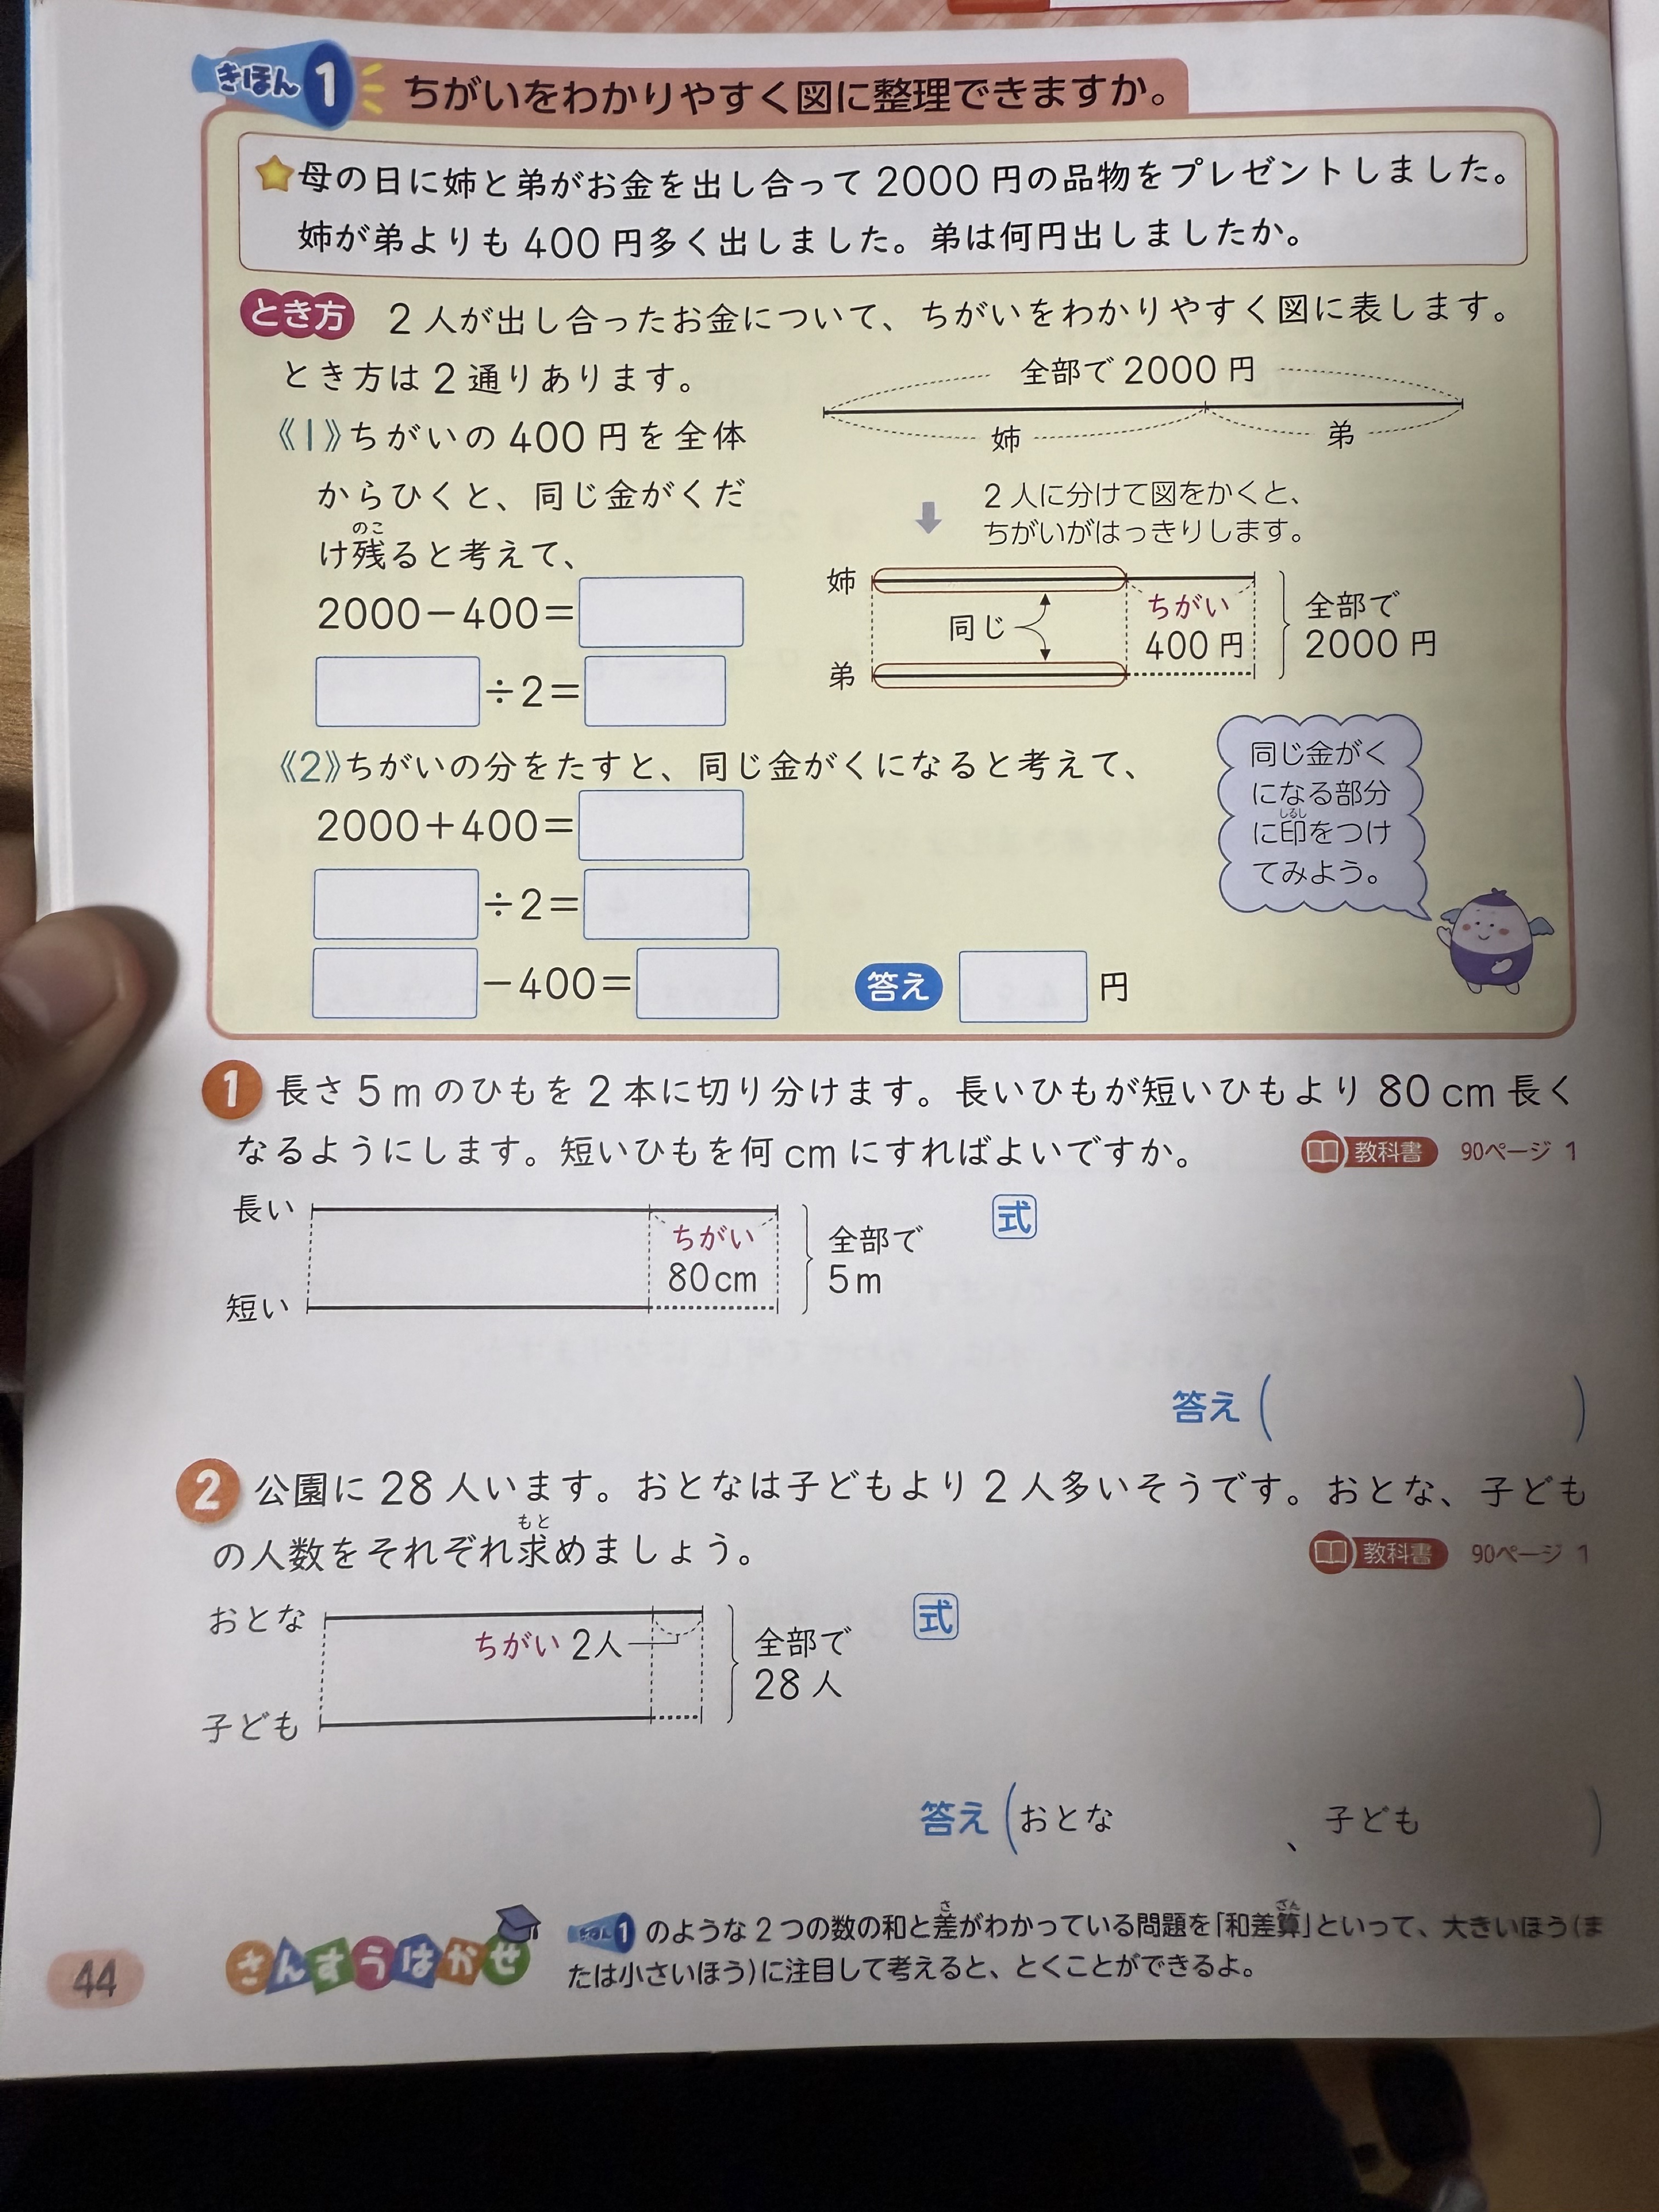 きほん 1 ちがいをわかりやすく図に整理できますか。
母の日に姉と弟がお金を出し合って 2000 円の品物をプレゼントしました。
姉が弟よりも 400 円多く出しました。弟は何円出しましたか。
とき方 2 人が出し合ったお金について、ちがいをわかりやすく図に表します。
とき方は 2 通りあります。
全部で 2000 円
姉 弟
《1》ちがいの 400 円を全体
からひくと、同じ金がくだ
のこ
け残ると考えて、
2000−400=
÷2=
2 人に分けて図をかくと、
ちがいがはっきりします。
姉
同じ
ちがい
400 円
弟
全部で
2000 円
《2》ちがいの分をたすと、同じ金がくになると考えて、
2000+400=
÷2=
−400=
答え 円
同じ金がく
になる部分
しるし
に印をつけ
てみよう。
1 長さ 5 m のひもを 2 本に切り分けます。長いひもが短いひもより 80 cm 長く
なるようにします。短いひもを何 cm にすればよいですか。
教科書 90ページ 1
長い
ちがい
80cm
短い
全部で
5m
式
答え ( )
2 公園に 28 人います。おとなは子どもより 2 人多いそうです。おとな、子ども
もと
の人数をそれぞれ求めましょう。
教科書 90ページ 1
おとな
ちがい 2人
子ども
全部で
28 人
式
答え (おとな 、子ども )
さんすうはかせ
さ ざん
きほん 1 のような 2 つの数の和と差がわかっている問題を「和差算」といって、大きいほう(ま
たは小さいほう)に注目して考えると、とくことができるよ。
44